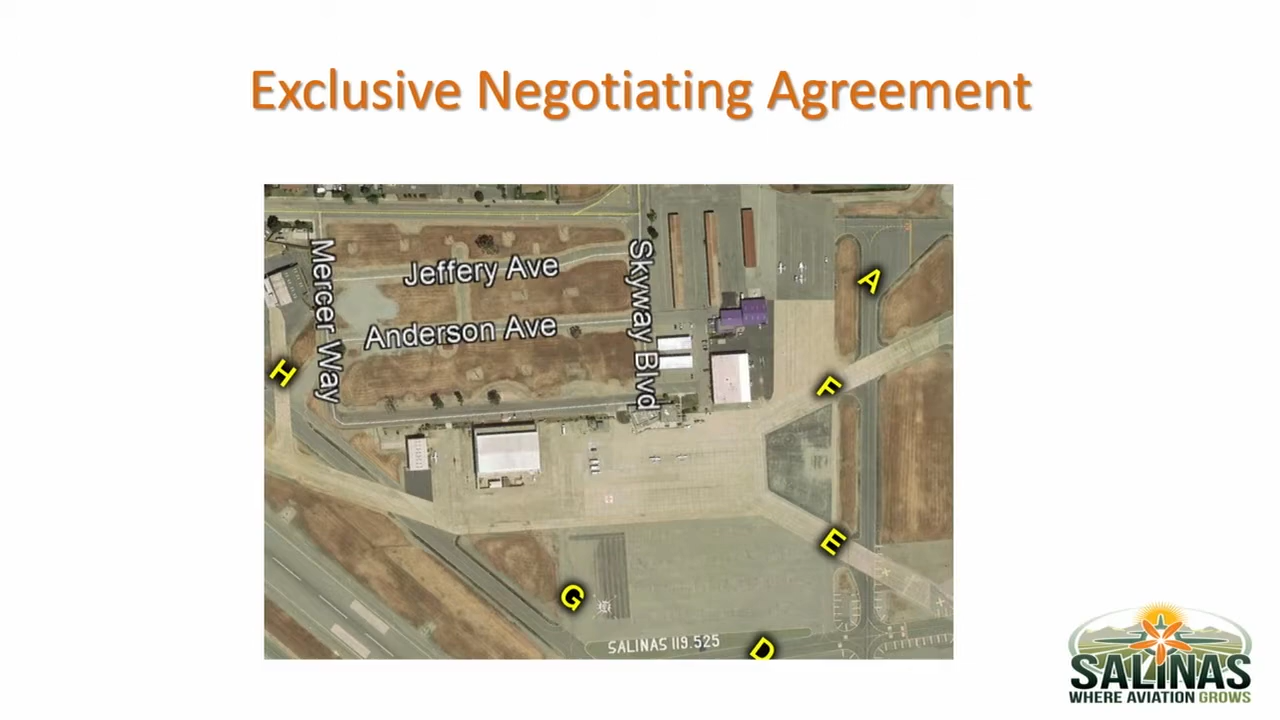 Exclusive Negotiating Agreement
Mercer Way
Jeffery Ave
Skyway Blvd
A
Anderson Ave
H
F
E
G
SALINAS 119.525
D
SALINAS
WHERE AVIATION GROWS